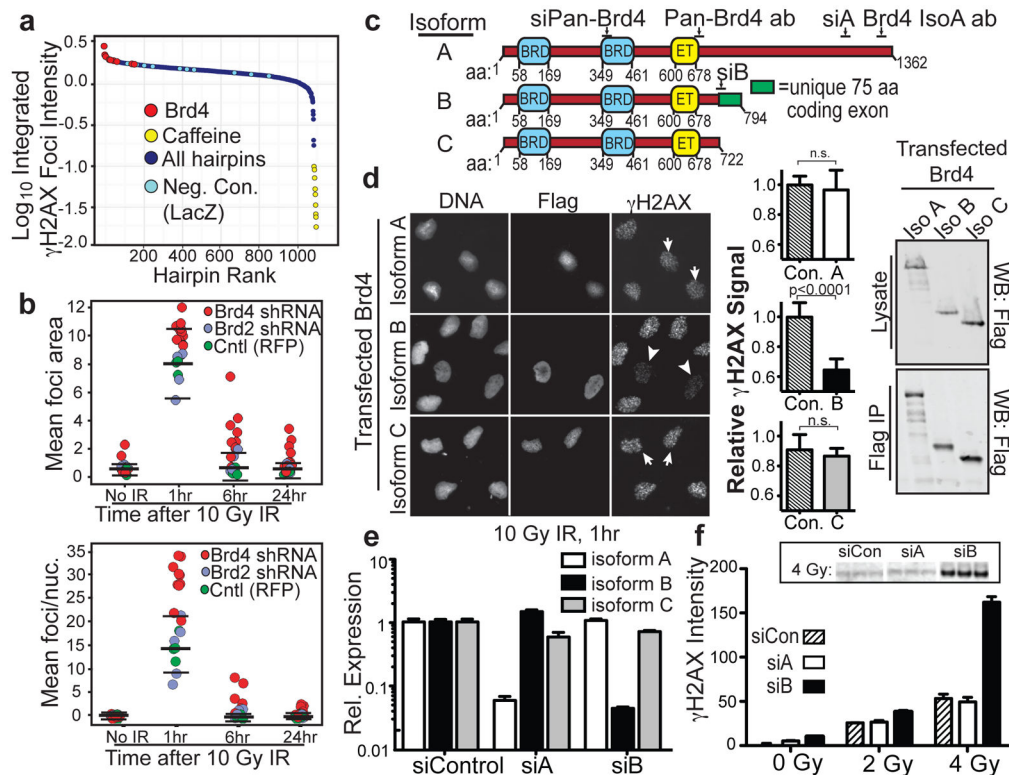 a
Log10 Integrated
γH2AX Foci Intensity
0.5
0.0
-0.5
-1.0
-1.5
-2.0
Brd4
Caffeine
All hairpins
Neg. Con.
(LacZ)
200 400 600 800 1000
Hairpin Rank
b
Mean foci area
12
10
8
6
4
2
0
Brd4 shRNA
Brd2 shRNA
Cntl (RFP)
No IR 1hr 6hr 24hr
Time after 10 Gy IR
Mean foci/nuc.
35
30
25
20
15
10
5
0
Brd4 shRNA
Brd2 shRNA
Cntl (RFP)
No IR 1hr 6hr 24hr
Time after 10 Gy IR
c
Isoform
siPan-Brd4 Pan-Brd4 ab siA Brd4 IsoA ab
A
BRD BRD ET
aa:1 58 169 349 461 600 678 1362
siB
B
BRD BRD ET
aa:1 58 169 349 461 600 678 794
=unique 75 aa
coding exon
C
BRD BRD ET
aa:1 58 169 349 461 600 678 722
d
DNA Flag γH2AX
Transfected Brd4
Isoform A
Isoform B
Isoform C
10 Gy IR, 1hr
Relative γH2AX Signal
n.s.
1.0
0.8
0.6
Con. A
p<0.0001
1.0
0.8
0.6
Con. B
n.s.
1.0
0.8
0.6
Con. C
Transfected
Brd4
Iso A
Iso B
Iso C
Lysate
WB: Flag
Flag IP
WB: Flag
e
Rel. Expression
10
1.0
0.10
0.01
isoform A
isoform B
isoform C
siControl siA siB
f
siCon siA siB
4 Gy:
γH2AX Intensity
200
150
100
50
0
siCon
siA
siB
0 Gy 2 Gy 4 Gy